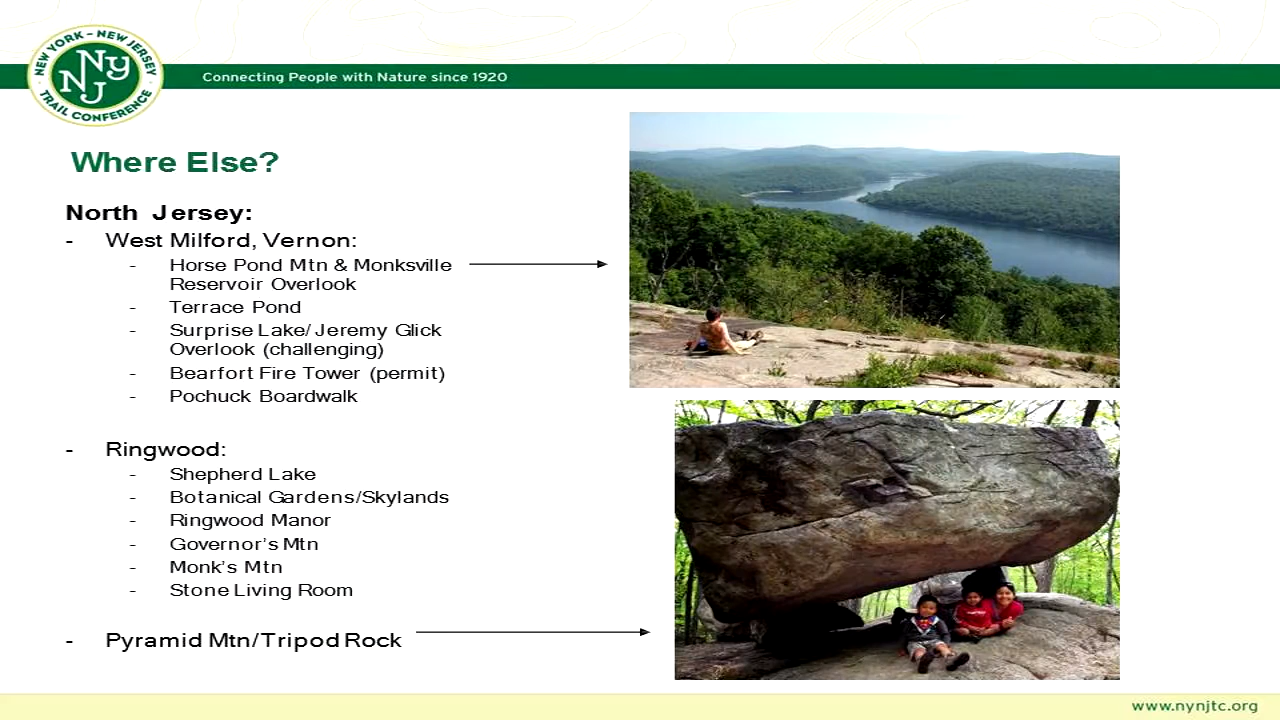 NEW YORK - NEW JERSEY
NY
NJ
TRAIL CONFERENCE
Connecting People with Nature since 1920
Where Else?
North Jersey:
- West Milford, Vernon:
- Horse Pond Mtn & Monksville
Reservoir Overlook
- Terrace Pond
- Surprise Lake/Jeremy Glick
Overlook (challenging)
- Bearfort Fire Tower (permit)
- Pochuck Boardwalk
- Ringwood:
- Shepherd Lake
- Botanical Gardens/Skylands
- Ringwood Manor
- Governor's Mtn
- Monk's Mtn
- Stone Living Room
- Pyramid Mtn/Tripod Rock
www.nynjtc.org